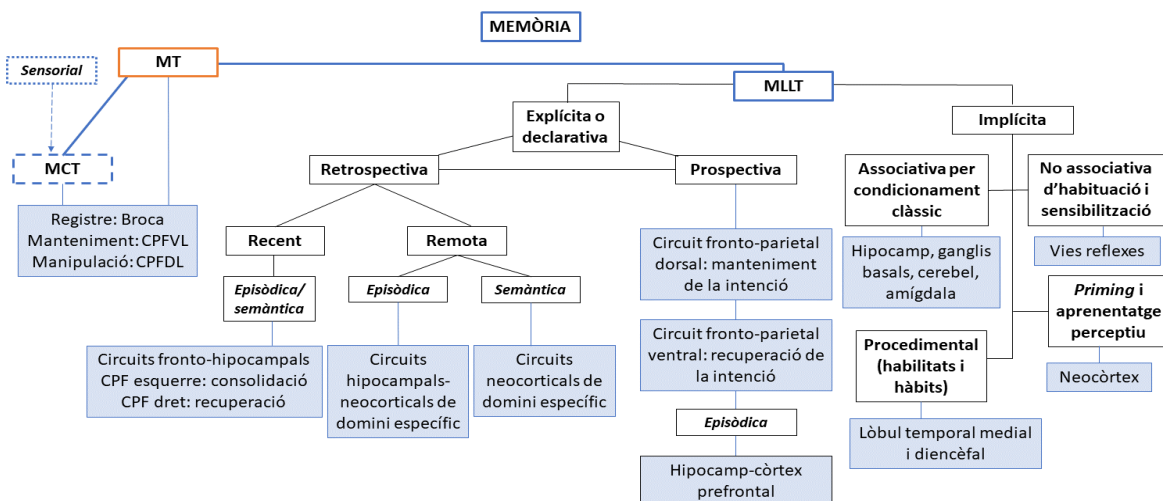 MEMÒRIA
MT
Sensorial
MCT
Registre: Broca
Manteniment: CPFVL
Manipulació: CPFDL
MLLT
Explícita o
declarativa
Retrospectiva
Prospectiva
Recent
Remota
Episòdica/
semàntica
Episòdica
Semàntica
Circuits fronto-hipocampals
CPF esquerre: consolidació
CPF dret: recuperació
Circuits
hipocampals-
neocorticals de
domini específic
Circuits
neocorticals de
domini específic
Circuit fronto-parietal
dorsal: manteniment
de la intenció
Circuit fronto-parietal
ventral: recuperació de
la intenció
Episòdica
Hipocamp-còrtex
prefrontal
Implícita
Associativa per
condicionament
clàssic
Hipocamp, ganglis
basals, cerebel,
amígdala
No associativa
d’habituació i
sensibilització
Vies reflexes
Procedimental
(habilitats i
hàbits)
Lòbul temporal medial
i diencèfal
Priming i
aprenentatge
perceptiu
Neocòrtex